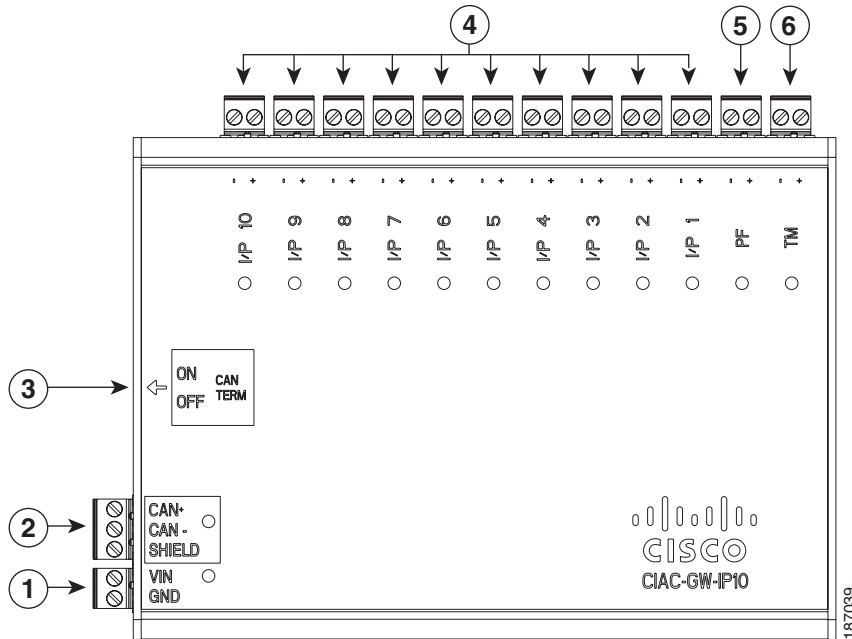 4
5
6
- + - + - + - + - + - + - + - + - + - + - + - +
I/P 10 I/P 9 I/P 8 I/P 7 I/P 6 I/P 5 I/P 4 I/P 3 I/P 2 I/P 1 PF TM
3
ON
OFF
CAN
TERM
2
CAN+
CAN -
SHIELD
1
VIN
GND
CISCO
CIAC-GW-IP10
187039